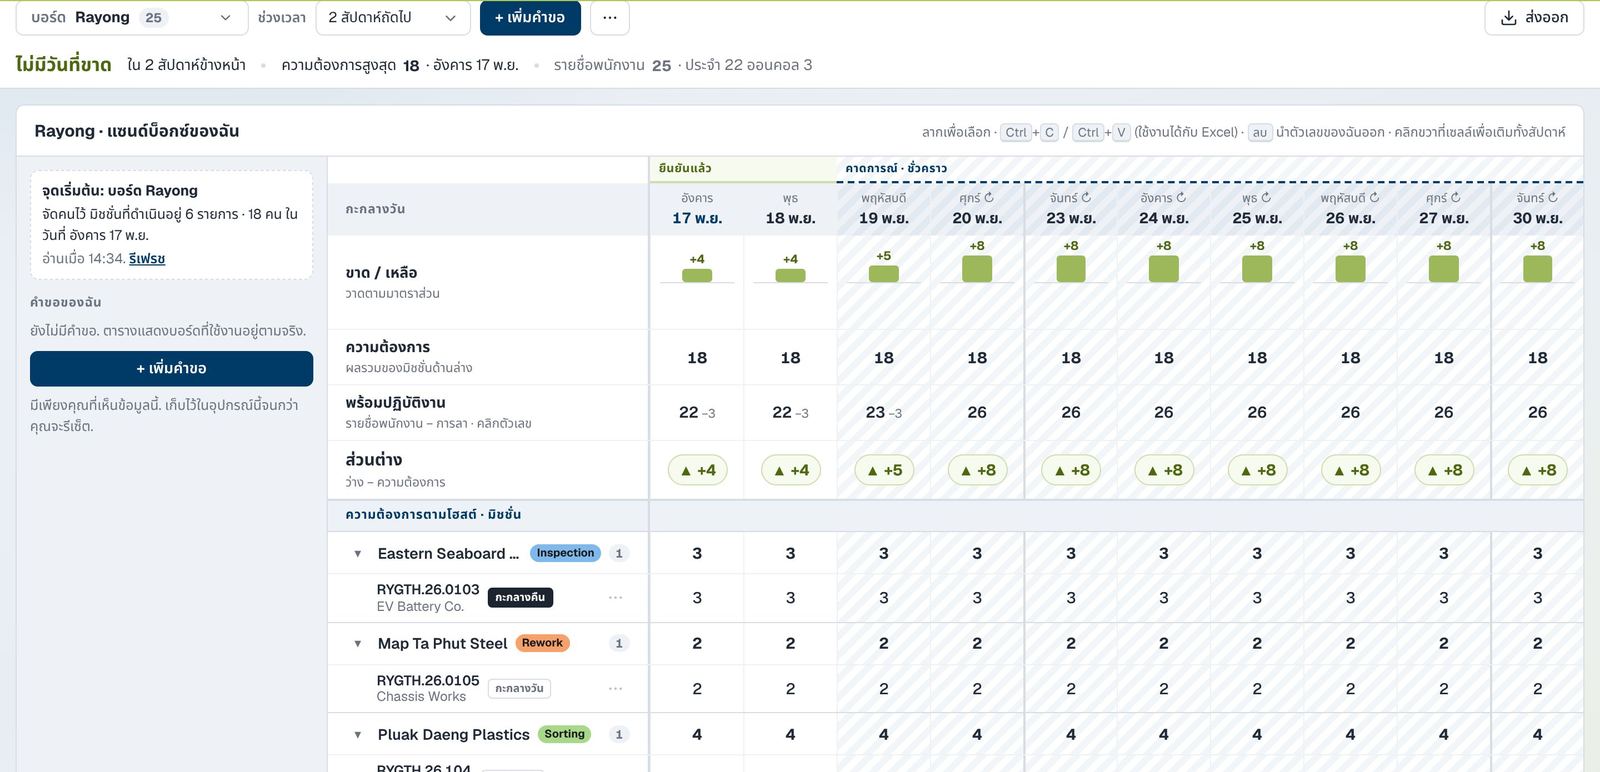 บอร์ด Rayong 25 ช่วงเวลา 2 สัปดาห์ถัดไป + เพิ่มคำขอ ··· ส่งออก
ไม่มีวันที่ขาด ใน 2 สัปดาห์ข้างหน้า • ความต้องการสูงสุด 18 · อังคาร 17 พ.ย. • รายชื่อพนักงาน 25 · ประจำ 22 ออนคอล 3
Rayong · แซนด์บ็อกซ์ของฉัน
ลากเพื่อเลือก · Ctrl+C / Ctrl+V (ใช้งานได้กับ Excel) · ลบ นำตัวเลขของฉันออก · คลิกขวาที่เซลล์เพื่อเติมทั้งสัปดาห์
จุดเริ่มต้น: บอร์ด Rayong
จัดคนไว้ มิชชั่นที่ดำเนินอยู่ 6 รายการ · 18 คน ใน
วันที่ อังคาร 17 พ.ย.
อ่านเมื่อ 14:34. รีเฟรช
คำขอของฉัน
ยังไม่มีคำขอ. ตารางแสดงบอร์ดที่ใช้งานอยู่ตามจริง.
+ เพิ่มคำขอ
มีเพียงคุณที่เห็นข้อมูลนี้. เก็บไว้ในอุปกรณ์นี้จนกว่า
คุณจะรีเซ็ต.
ยืนยันแล้ว คาดการณ์ · ชั่วคราว
กะกลางวัน
อังคาร พุธ พฤหัสบดี ศุกร์ ↻ จันทร์ ↻ อังคาร ↻ พุธ ↻ พฤหัสบดี ↻ ศุกร์ ↻ จันทร์ ↻
17 พ.ย. 18 พ.ย. 19 พ.ย. 20 พ.ย. 23 พ.ย. 24 พ.ย. 25 พ.ย. 26 พ.ย. 27 พ.ย. 30 พ.ย.
ขาด / เหลือ
วาดตามมาตราส่วน
+4 +4 +5 +8 +8 +8 +8 +8 +8 +8
ความต้องการ
ผลรวมของมิชชั่นด้านล่าง
18 18 18 18 18 18 18 18 18 18
พร้อมปฏิบัติงาน
รายชื่อพนักงาน − การลา · คลิกตัวเลข
22 −3 22 −3 23 −3 26 26 26 26 26 26 26
ส่วนต่าง
ว่าง − ความต้องการ
▲ +4 ▲ +4 ▲ +5 ▲ +8 ▲ +8 ▲ +8 ▲ +8 ▲ +8 ▲ +8 ▲ +8
ความต้องการตามโฮสต์ · มิชชั่น
▼ Eastern Seaboard ... Inspection 1 3 3 3 3 3 3 3 3 3 3
RYGTH.26.0103 กะกลางคืน ···
EV Battery Co.
3 3 3 3 3 3 3 3 3 3
▼ Map Ta Phut Steel Rework 1 2 2 2 2 2 2 2 2 2 2
RYGTH.26.0105 กะกลางวัน ···
Chassis Works
2 2 2 2 2 2 2 2 2 2
▼ Pluak Daeng Plastics Sorting 1 4 4 4 4 4 4 4 4 4 4